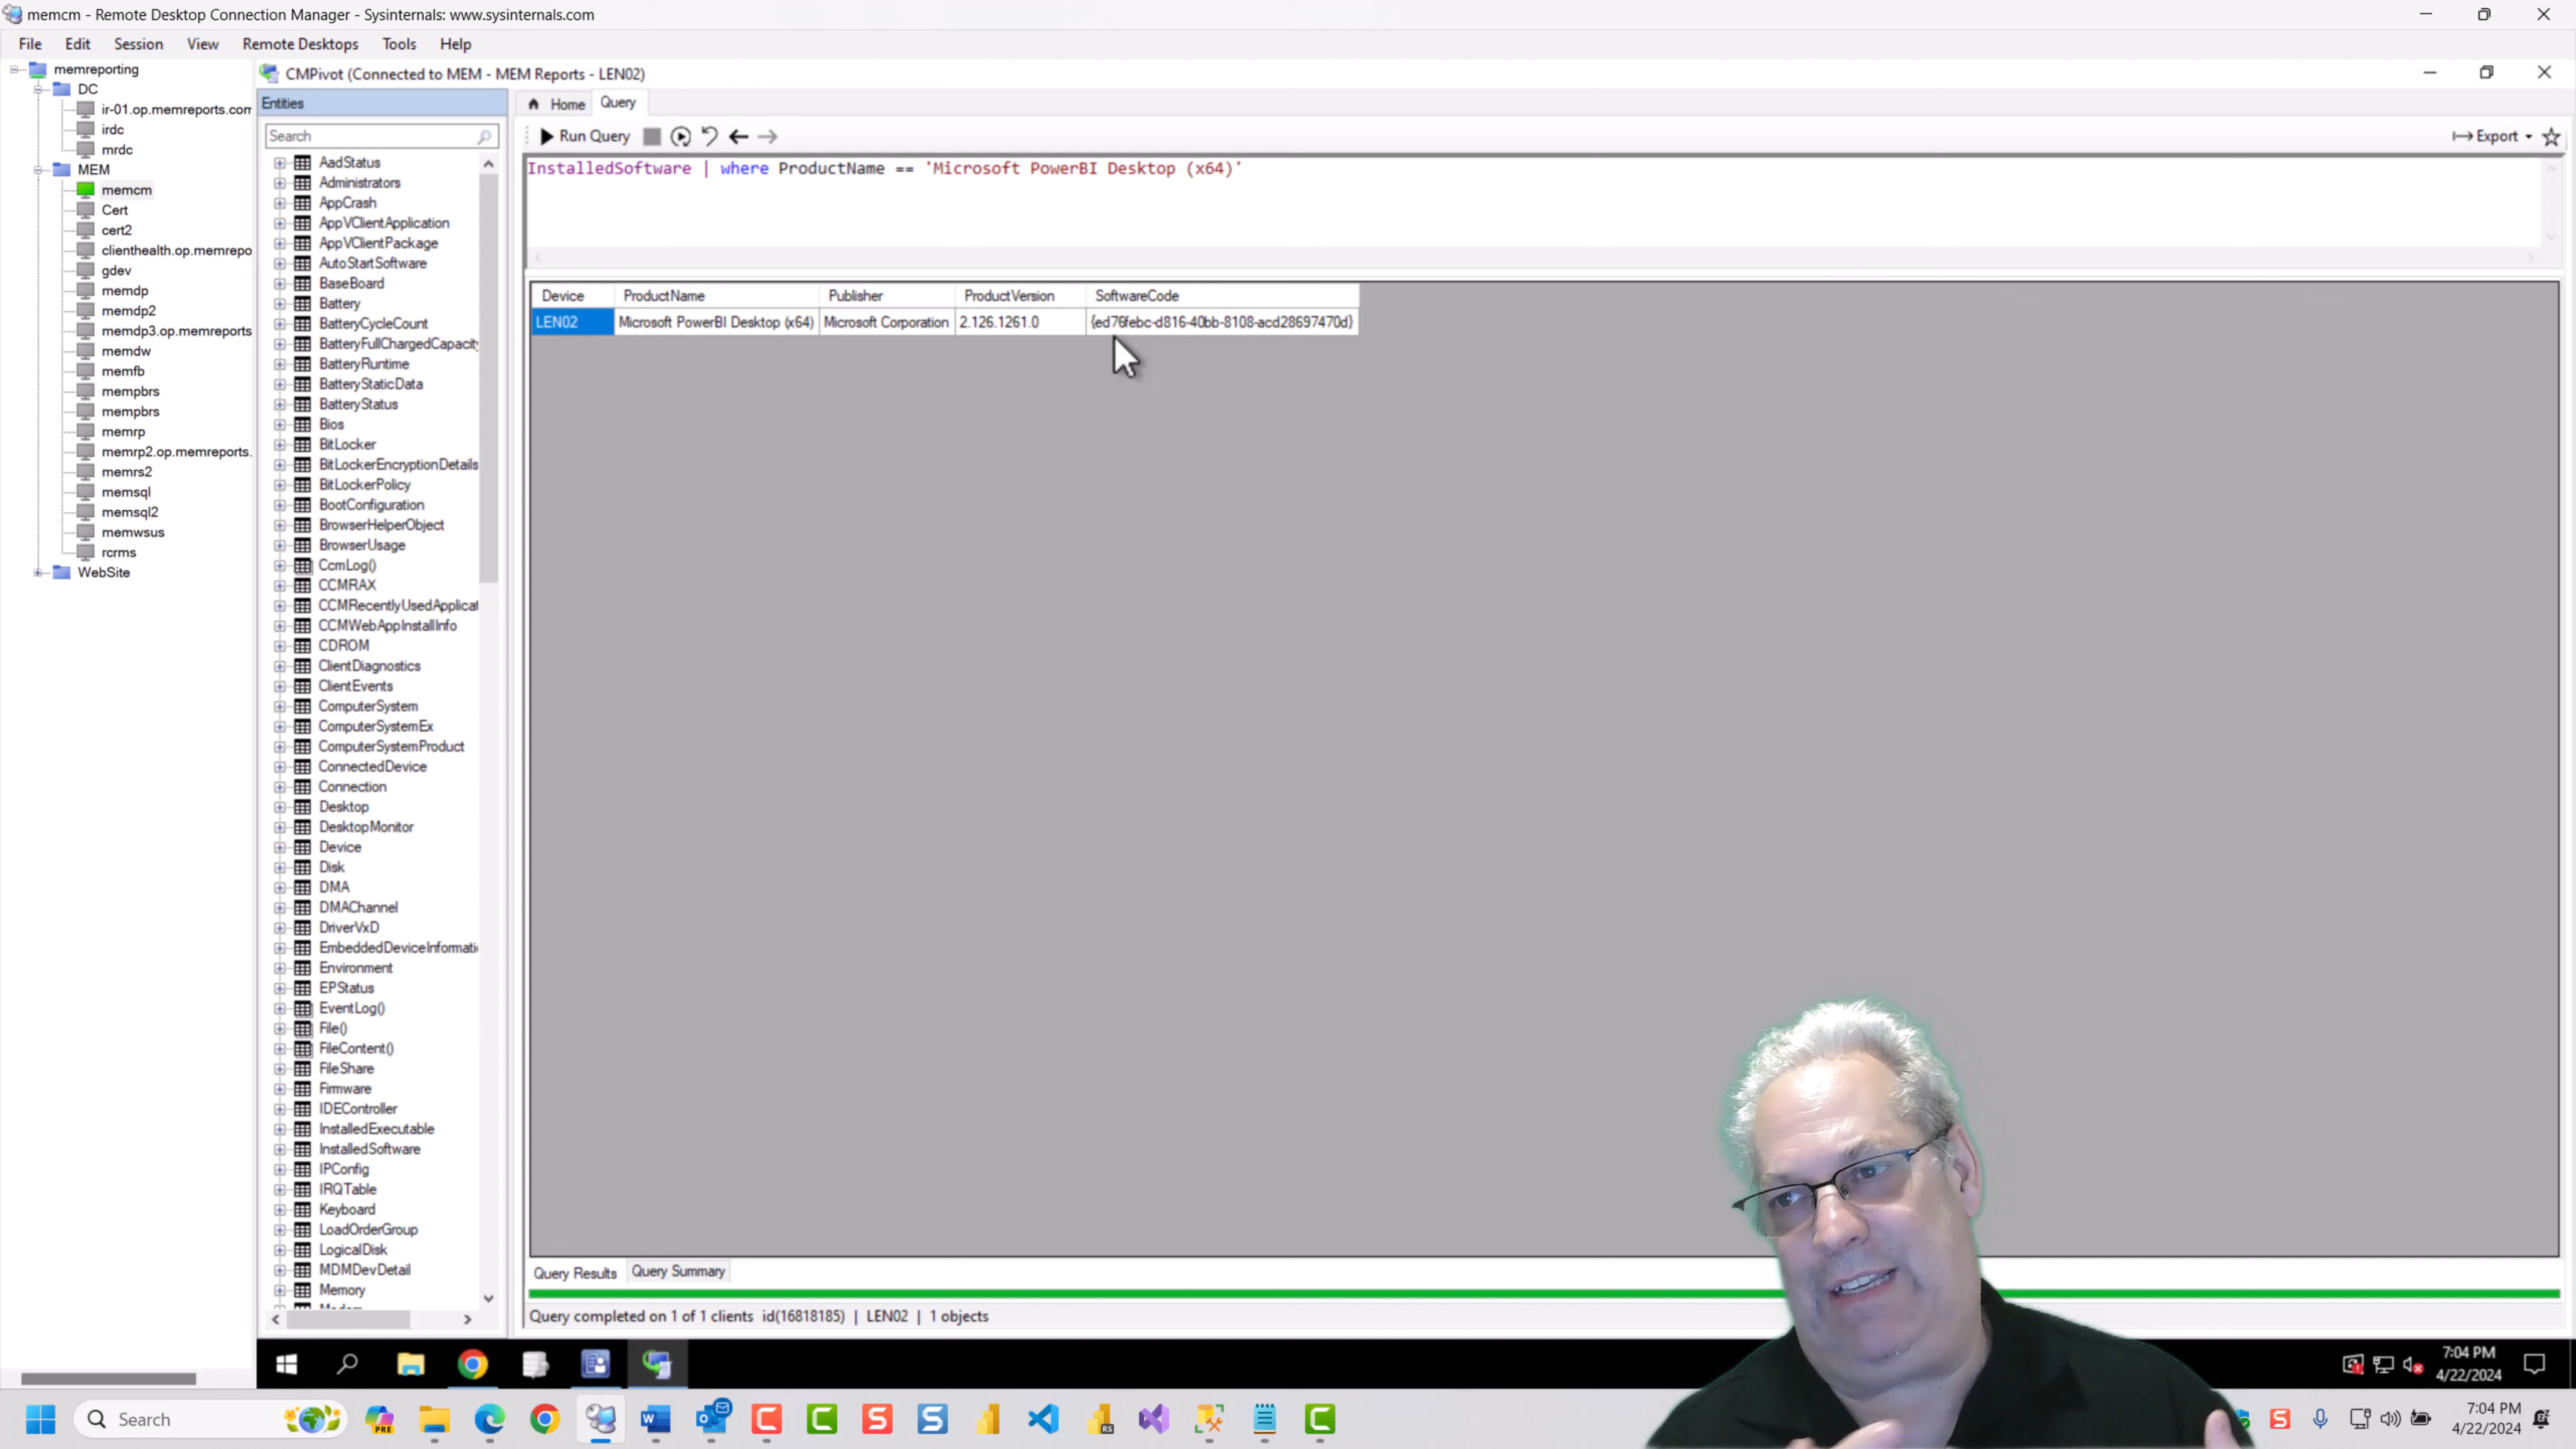 memcm - Remote Desktop Connection Manager - Sysinternals: www.sysinternals.com
File Edit Session View Remote Desktops Tools Help
memreporting
DC
ir-01.op.memreports.com
irdc
mrdc
MEM
memcm
Cert
cert2
clienthealth.op.memrepo
gdev
memdp
memdp2
memdp3.op.memreports
memdw
memfb
mempbrs
mempbrs
memrp
memrp2.op.memreports.
memrs2
memsql
memsql2
memwsus
rcrms
WebSite
CMPivot (Connected to MEM - MEM Reports - LEN02)
Entities
Search
AadStatus
Administrators
AppCrash
AppVClientApplication
AppVClientPackage
AutoStartSoftware
BaseBoard
Battery
BatteryCycleCount
BatteryFullChargedCapacity
BatteryRuntime
BatteryStaticData
BatteryStatus
Bios
BitLocker
BitLockerEncryptionDetails
BitLockerPolicy
BootConfiguration
BrowserHelperObject
BrowserUsage
CcmLog()
CCMRAX
CCMRecentlyUsedApplicat
CCMWebAppInstallInfo
CDROM
ClientDiagnostics
ClientEvents
ComputerSystem
ComputerSystemEx
ComputerSystemProduct
ConnectedDevice
Connection
Desktop
DesktopMonitor
Device
Disk
DMA
DMAChannel
DriverVxD
EmbeddedDeviceInformati
Environment
EPStatus
EventLog()
File()
FileContent()
FileShare
Firmware
IDEController
InstalledExecutable
InstalledSoftware
IPConfig
IRQTable
Keyboard
LoadOrderGroup
LogicalDisk
MDMDevDetail
Memory
Home Query
Run Query Export
InstalledSoftware | where ProductName == 'Microsoft PowerBI Desktop (x64)'
Device ProductName Publisher ProductVersion SoftwareCode
LEN02 Microsoft PowerBI Desktop (x64) Microsoft Corporation 2.126.1261.0 {ed76febc-d816-40bb-8108-acd28697470d}
Query Results Query Summary
Query completed on 1 of 1 clients id(16818185) | LEN02 | 1 objects
7:04 PM
4/22/2024
Search
PRE
7:04 PM
4/22/2024